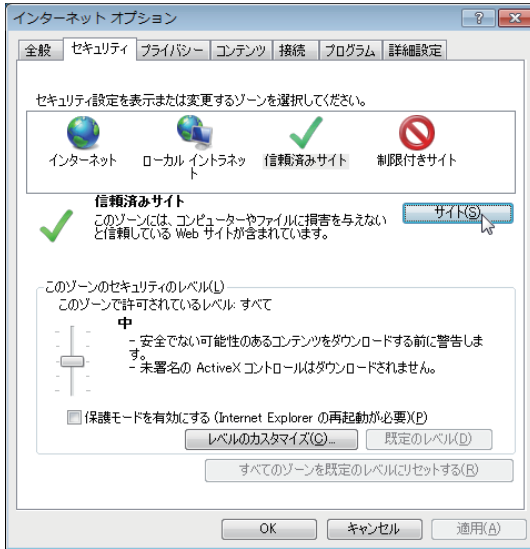 インターネット オプション
全般 セキュリティ プライバシー コンテンツ 接続 プログラム 詳細設定
セキュリティ設定を表示または変更するゾーンを選択してください。
インターネット ローカル イントラネッ 信頼済みサイト 制限付きサイト
ト
信頼済みサイト
サイト(S)
このゾーンには、コンピューターやファイルに損害を与えない
と信頼している Web サイトが含まれています。
このゾーンのセキュリティのレベル(L)
このゾーンで許可されているレベル: すべて
中
- 安全でない可能性のあるコンテンツをダウンロードする前に警告しま
す。
- 未署名の ActiveX コントロールはダウンロードされません。
保護モードを有効にする (Internet Explorer の再起動が必要)(P)
レベルのカスタマイズ(C)... 既定のレベル(D)
すべてのゾーンを既定のレベルにリセットする(R)
OK キャンセル 適用(A)